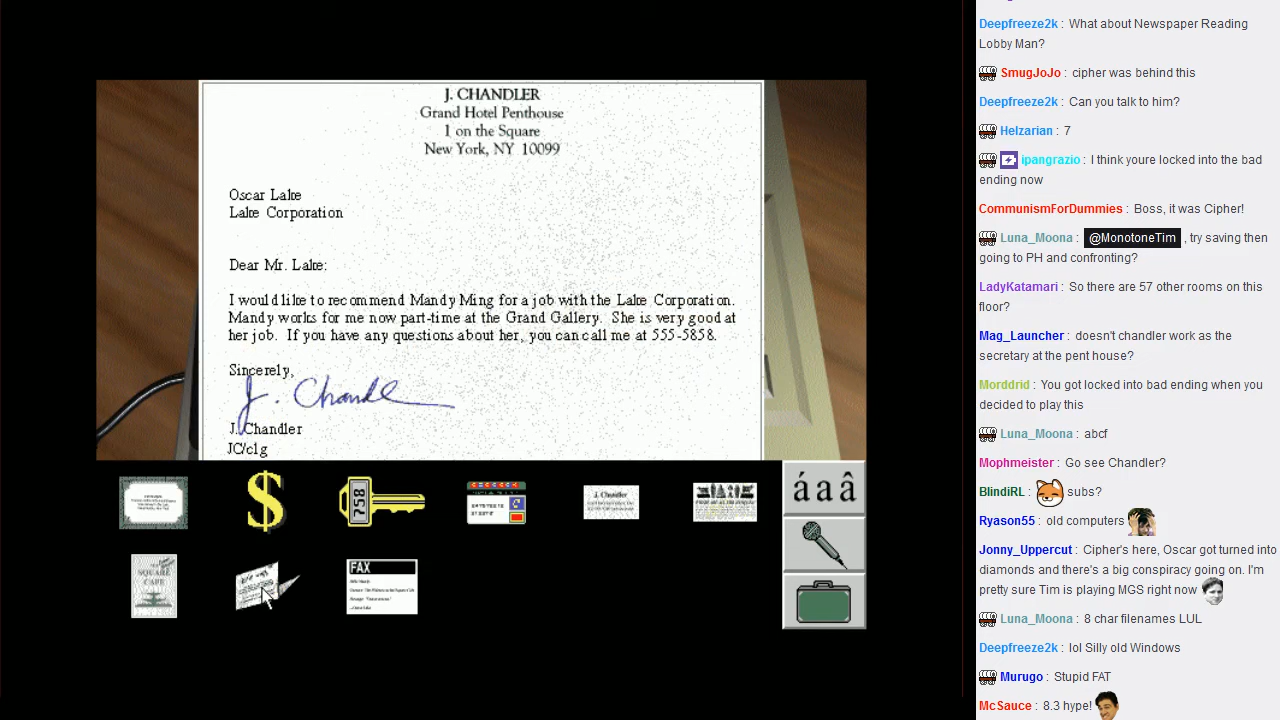 J. CHANDLER
Grand Hotel Penthouse
1 on the Square
New York, NY 10099
Oscar Lake
Lake Corporation
Dear Mr. Lake:
I would like to recommend Mandy Ming for a job with the Lake Corporation.
Mandy works for me now part-time at the Grand Gallery. She is very good at
her job. If you have any questions about her, you can call me at 555-5858.
Sincerely,
J. Chandl
J. Chandler
JC/clg
$
758
J. Chandler
SQUARE
CAFE
FAX
á a â
Deepfreeze2k : What about Newspaper Reading
Lobby Man?
SmugJoJo : cipher was behind this
Deepfreeze2k : Can you talk to him?
Helzarian : 7
ipangrazio : I think youre locked into the bad
ending now
CommunismForDummies : Boss, it was Cipher!
Luna_Moona : @MonotoneTim , try saving then
going to PH and confronting?
LadyKatamari : So there are 57 other rooms on this
floor?
Mag_Launcher : doesn't chandler work as the
secretary at the pent house?
Morddrid : You got locked into bad ending when you
decided to play this
Luna_Moona : abcf
Mophmeister : Go see Chandler?
BlindiRL : subs?
Ryason55 : old computers
Jonny_Uppercut : Cipher's here, Oscar got turned into
diamonds and there's a big conspiracy going on. I'm
pretty sure Tim's playing MGS right now
Luna_Moona : 8 char filenames LUL
Deepfreeze2k : lol Silly old Windows
Murugo : Stupid FAT
McSauce : 8.3 hype!